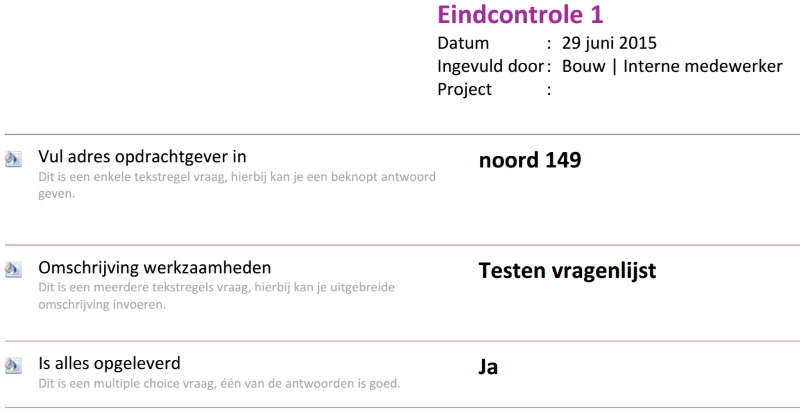 Eindcontrole 1
Datum : 29 juni 2015
Ingevuld door : Bouw | Interne medewerker
Project :
Vul adres opdrachtgever in
noord 149
Dit is een enkele tekstregel vraag, hierbij kan je een beknopt antwoord
geven.
Omschrijving werkzaamheden
Testen vragenlijst
Dit is een meerdere tekstregels vraag, hierbij kan je uitgebreide
omschrijving invoeren.
Is alles opgeleverd
Ja
Dit is een multiple choice vraag, één van de antwoorden is goed.